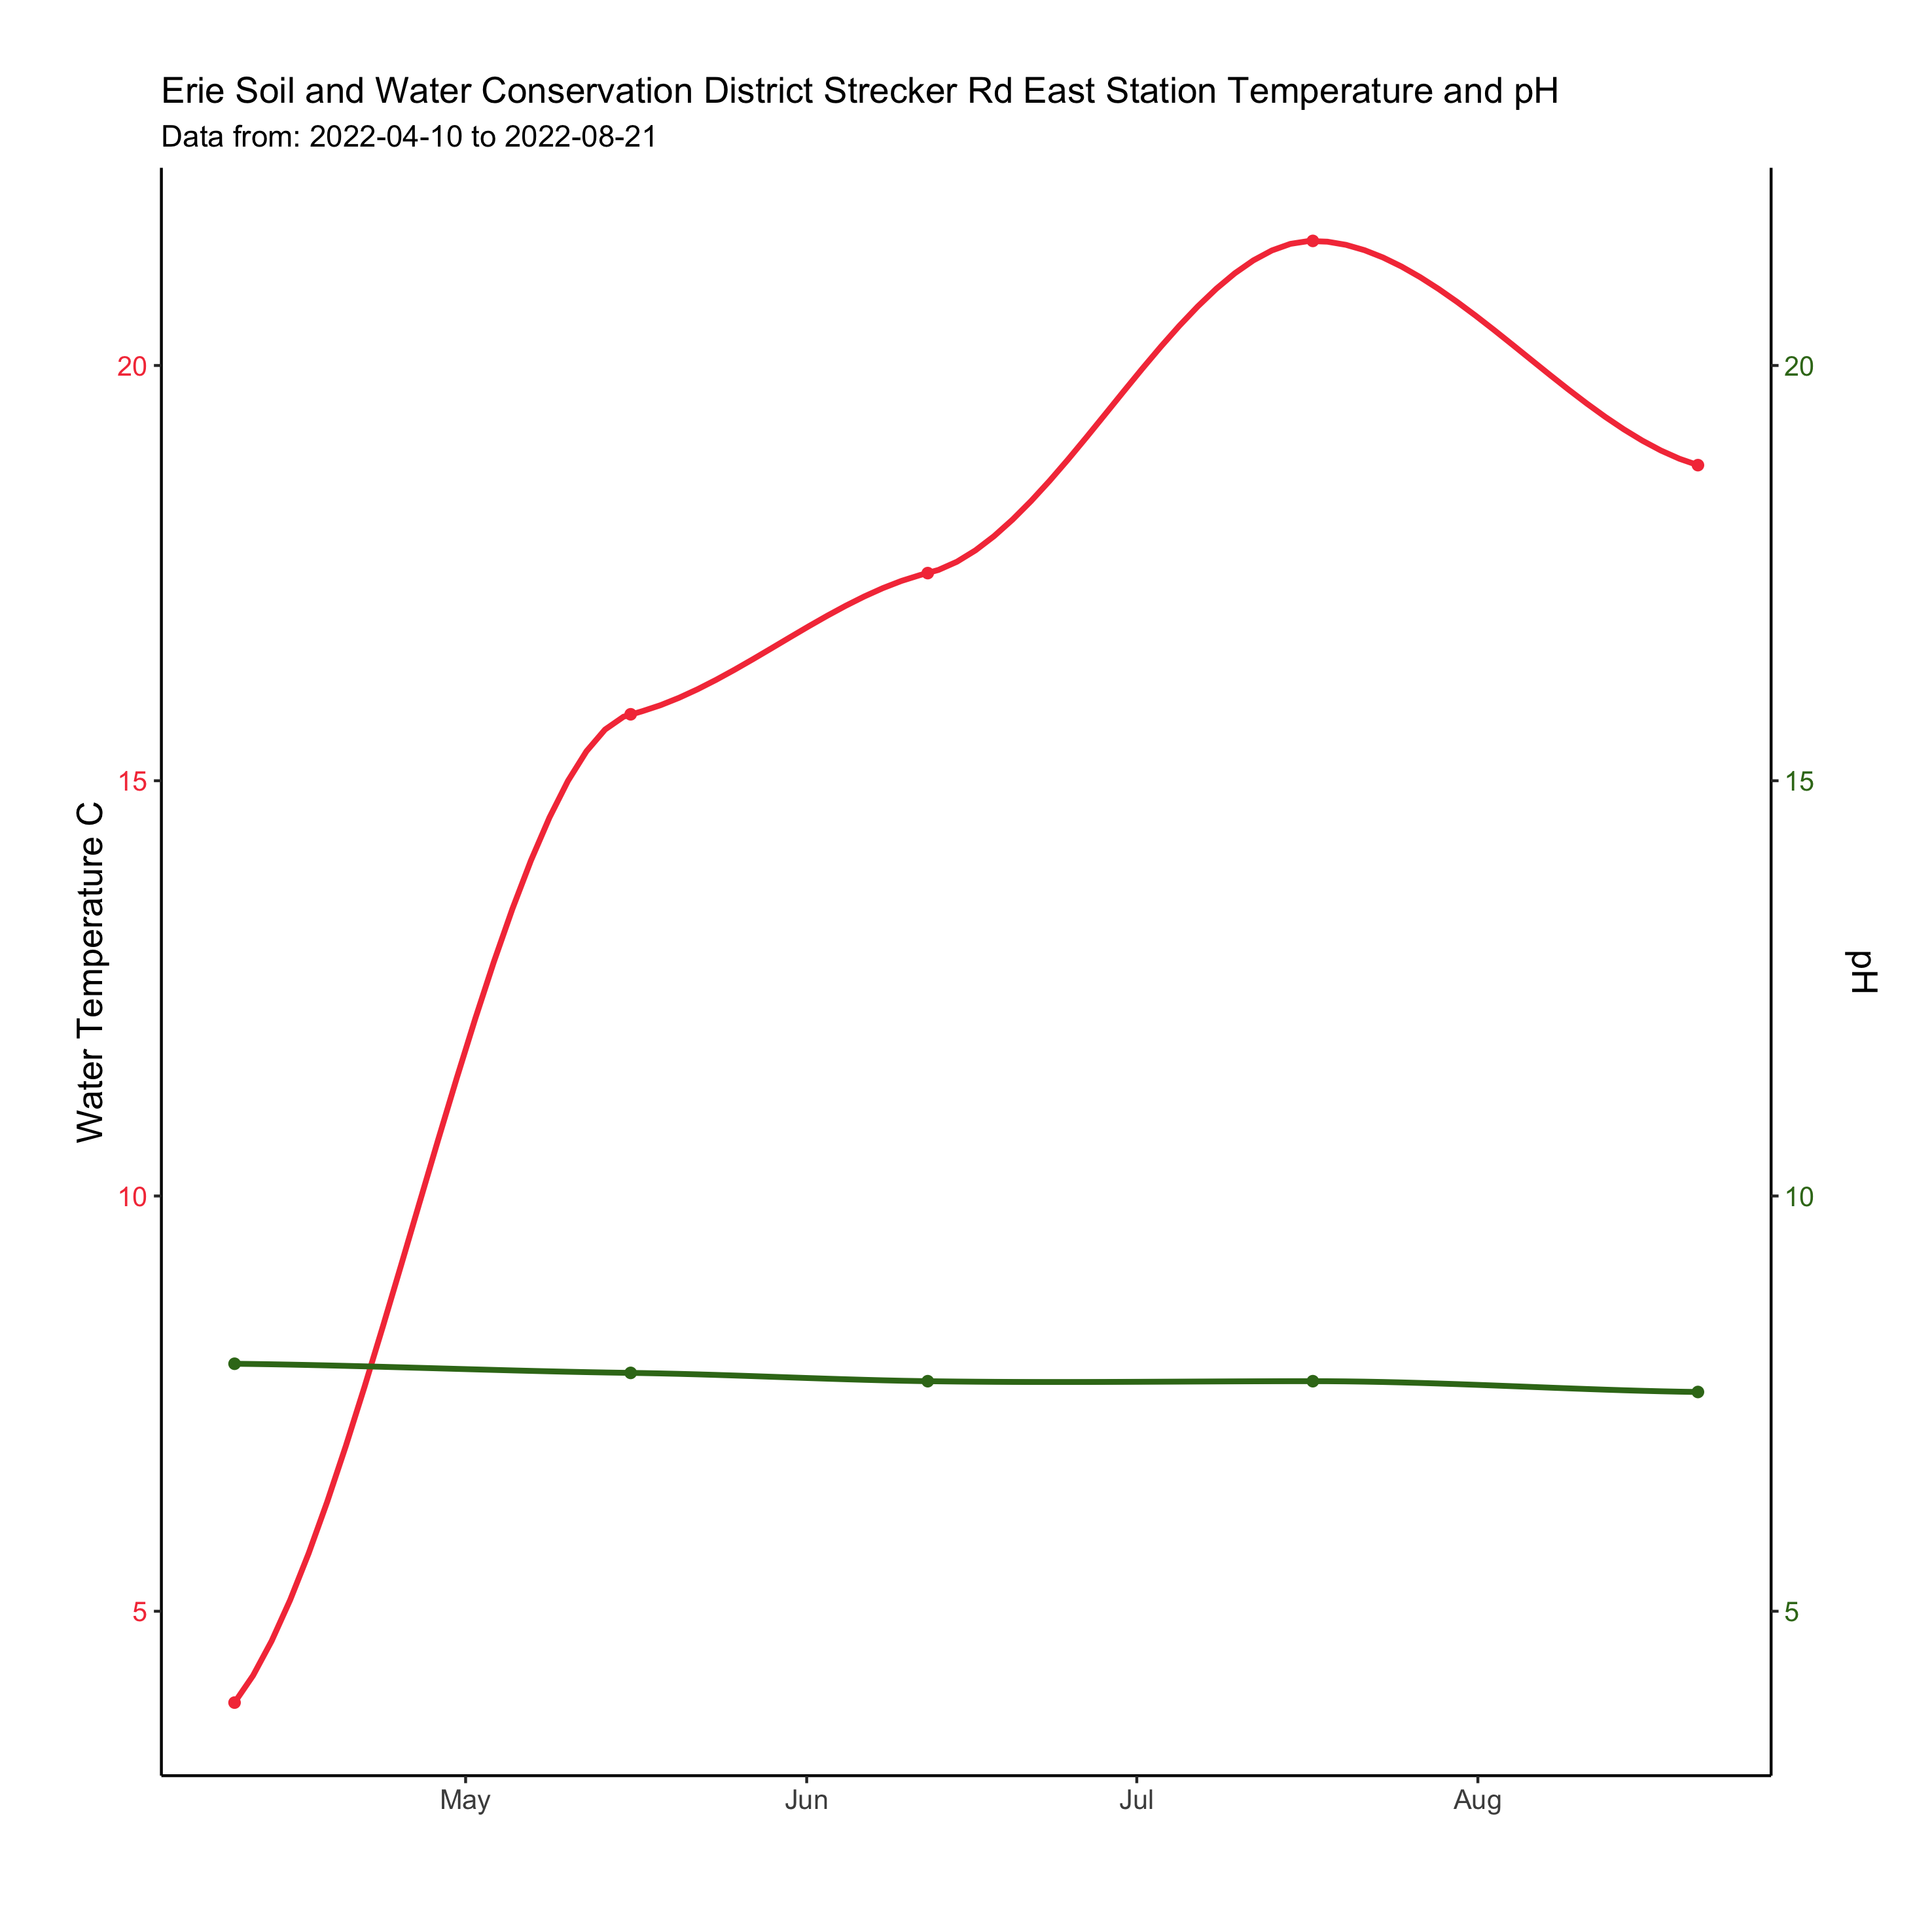 Erie Soil and Water Conservation District Strecker Rd East Station Temperature and pH
Data from: 2022-04-10 to 2022-08-21
Water Temperature C
20
15
10
5
20
15
10
5
pH
May
Jun
Jul
Aug